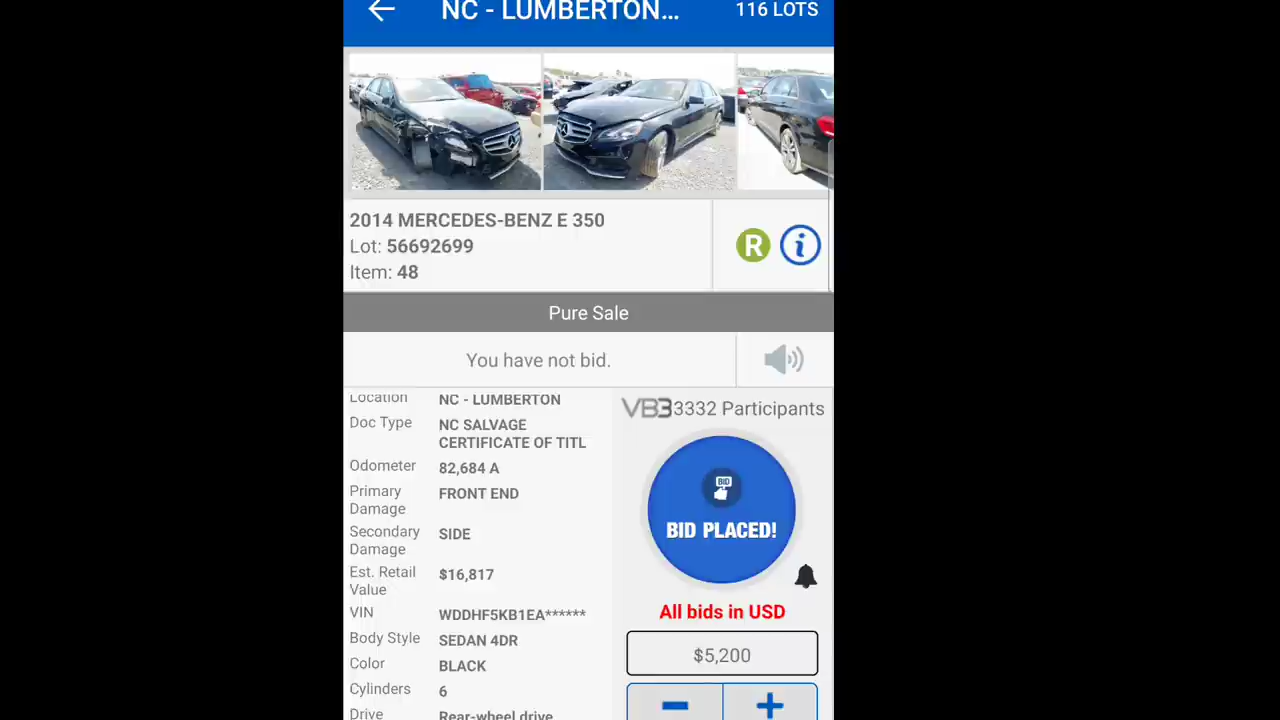 NC - LUMBERTON...
116 LOTS
2014 MERCEDES-BENZ E 350
Lot: 56692699
Item: 48
R
i
Pure Sale
You have not bid.
Location NC - LUMBERTON
Doc Type NC SALVAGE
CERTIFICATE OF TITL
Odometer 82,684 A
Primary
Damage FRONT END
Secondary
Damage SIDE
Est. Retail
Value $16,817
VIN WDDHF5KB1EA******
Body Style SEDAN 4DR
Color BLACK
Cylinders 6
Drive Rear-wheel drive
VB3 3332 Participants
BID
BID PLACED!
All bids in USD
$5,200